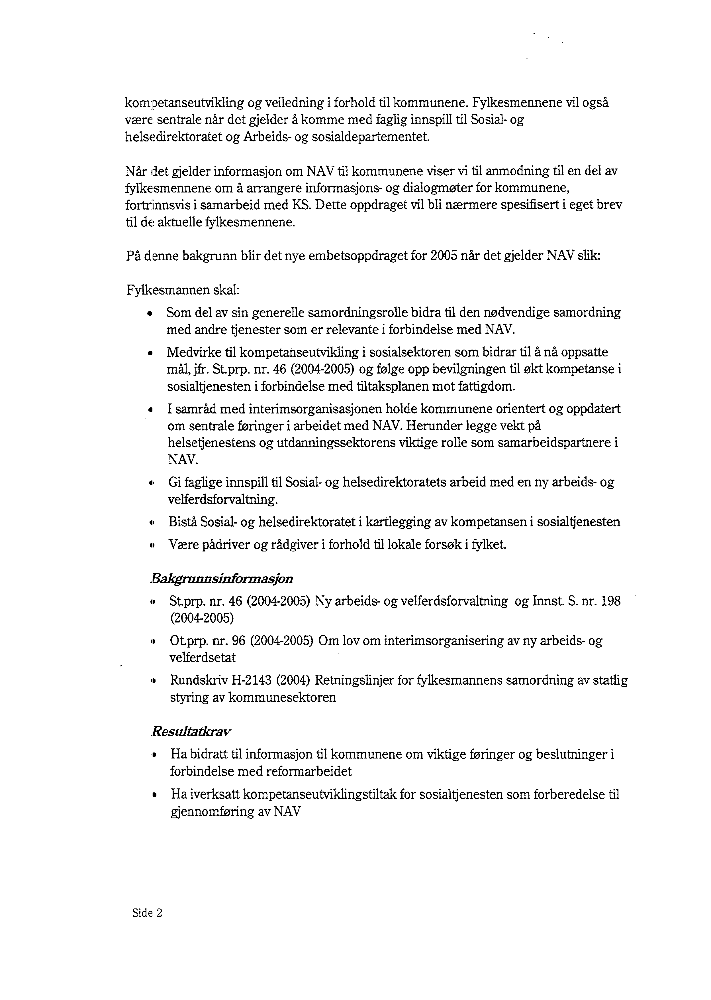 kompetanseutvikling og veiledning i forhold til kommunene. Fylkesmennene vil også
være sentrale når det gjelder å komme med faglig innspill til Sosial- og
helsedirektoratet og Arbeids- og sosialdepartementet.
Når det gjelder informasjon om NAV til kommunene viser vi til anmodning til en del av
fylkesmennene om å arrangere informasjons- og dialogmøter for kommunene,
fortrinnsvis i samarbeid med KS. Dette oppdraget vil bli nærmere spesifisert i eget brev
til de aktuelle fylkesmennene.
På denne bakgrunn blir det nye embetsoppdraget for 2005 når det gjelder NAV slik:
Fylkesmannen skal:
• Som del av sin generelle samordningsrolle bidra til den nødvendige samordning
med andre tjenester som er relevante i forbindelse med NAV.
• Medvirke til kompetanseutvikling i sosialsektoren som bidrar til å nå oppsatte
mål, jfr. St.prp. nr. 46 (2004-2005) og følge opp bevilgningen til økt kompetanse i
sosialtjenesten i forbindelse med tiltaksplanen mot fattigdom.
• I samråd med interimsorganisasjonen holde kommunene orientert og oppdatert
om sentrale føringer i arbeidet med NAV. Herunder legge vekt på
helsetjenestens og utdanningssektorens viktige rolle som samarbeidspartnere i
NAV.
• Gi faglige innspill til Sosial- og helsedirektoratets arbeid med en ny arbeids- og
velferdsforvaltning.
• Bistå Sosial- og helsedirektoratet i kartlegging av kompetansen i sosialtjenesten
• Være pådriver og rådgiver i forhold til lokale forsøk i fylket.
Bakgrunnsinformasjon
• St.prp. nr. 46 (2004-2005) Ny arbeids- og velferdsforvaltning og Innst. S. nr. 198
(2004-2005)
• Ot.prp. nr. 96 (2004-2005) Om lov om interimsorganisering av ny arbeids- og
velferdsetat
• Rundskriv H-2143 (2004) Retningslinjer for fylkesmannens samordning av statlig
styring av kommunesektoren
Resultatkrav
• Ha bidratt til informasjon til kommunene om viktige føringer og beslutninger i
forbindelse med reformarbeidet
• Ha iverksatt kompetanseutviklingstiltak for sosialtjenesten som forberedelse til
gjennomføring av NAV
Side 2